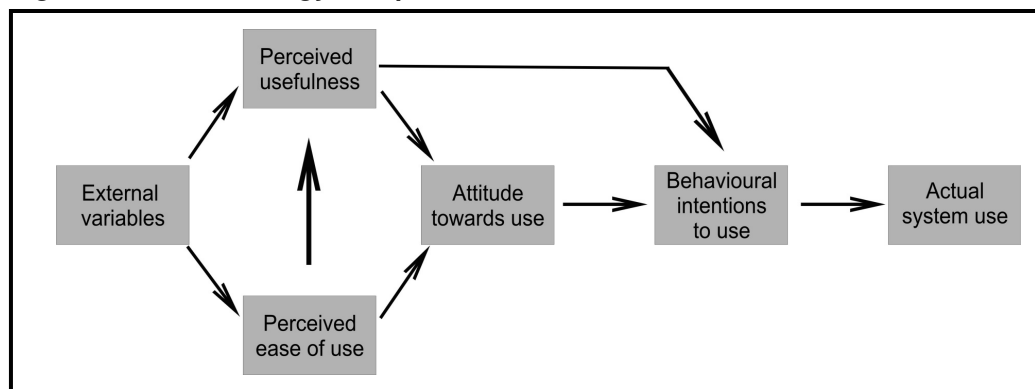 Perceived
usefulness
External
variables
Attitude
towards use
Behavioural
intentions
to use
Actual
system use
Perceived
ease of use